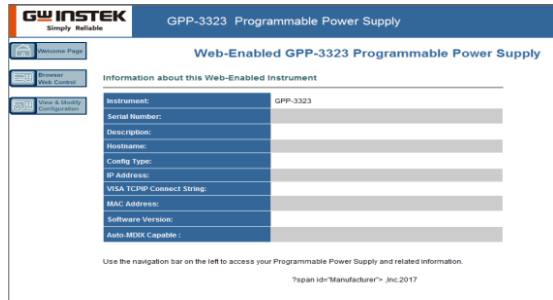 GW INSTEK
Simply Reliable
GPP-3323 Programmable Power Supply
Welcome Page
Web-Enabled GPP-3323 Programmable Power Supply
Browser
Web Control
Information about this Web-Enabled Instrument
View & Modify
Configuration
Instrument: GPP-3323
Serial Number:
Description:
Hostname:
Config Type:
IP Address:
VISA TCPIP Connect String:
MAC Address:
Software Version:
Auto-MDIX Capable :
Use the navigation bar on the left to access your Programmable Power Supply and related information.
?span id="Manufacturer"> ,Inc.2017